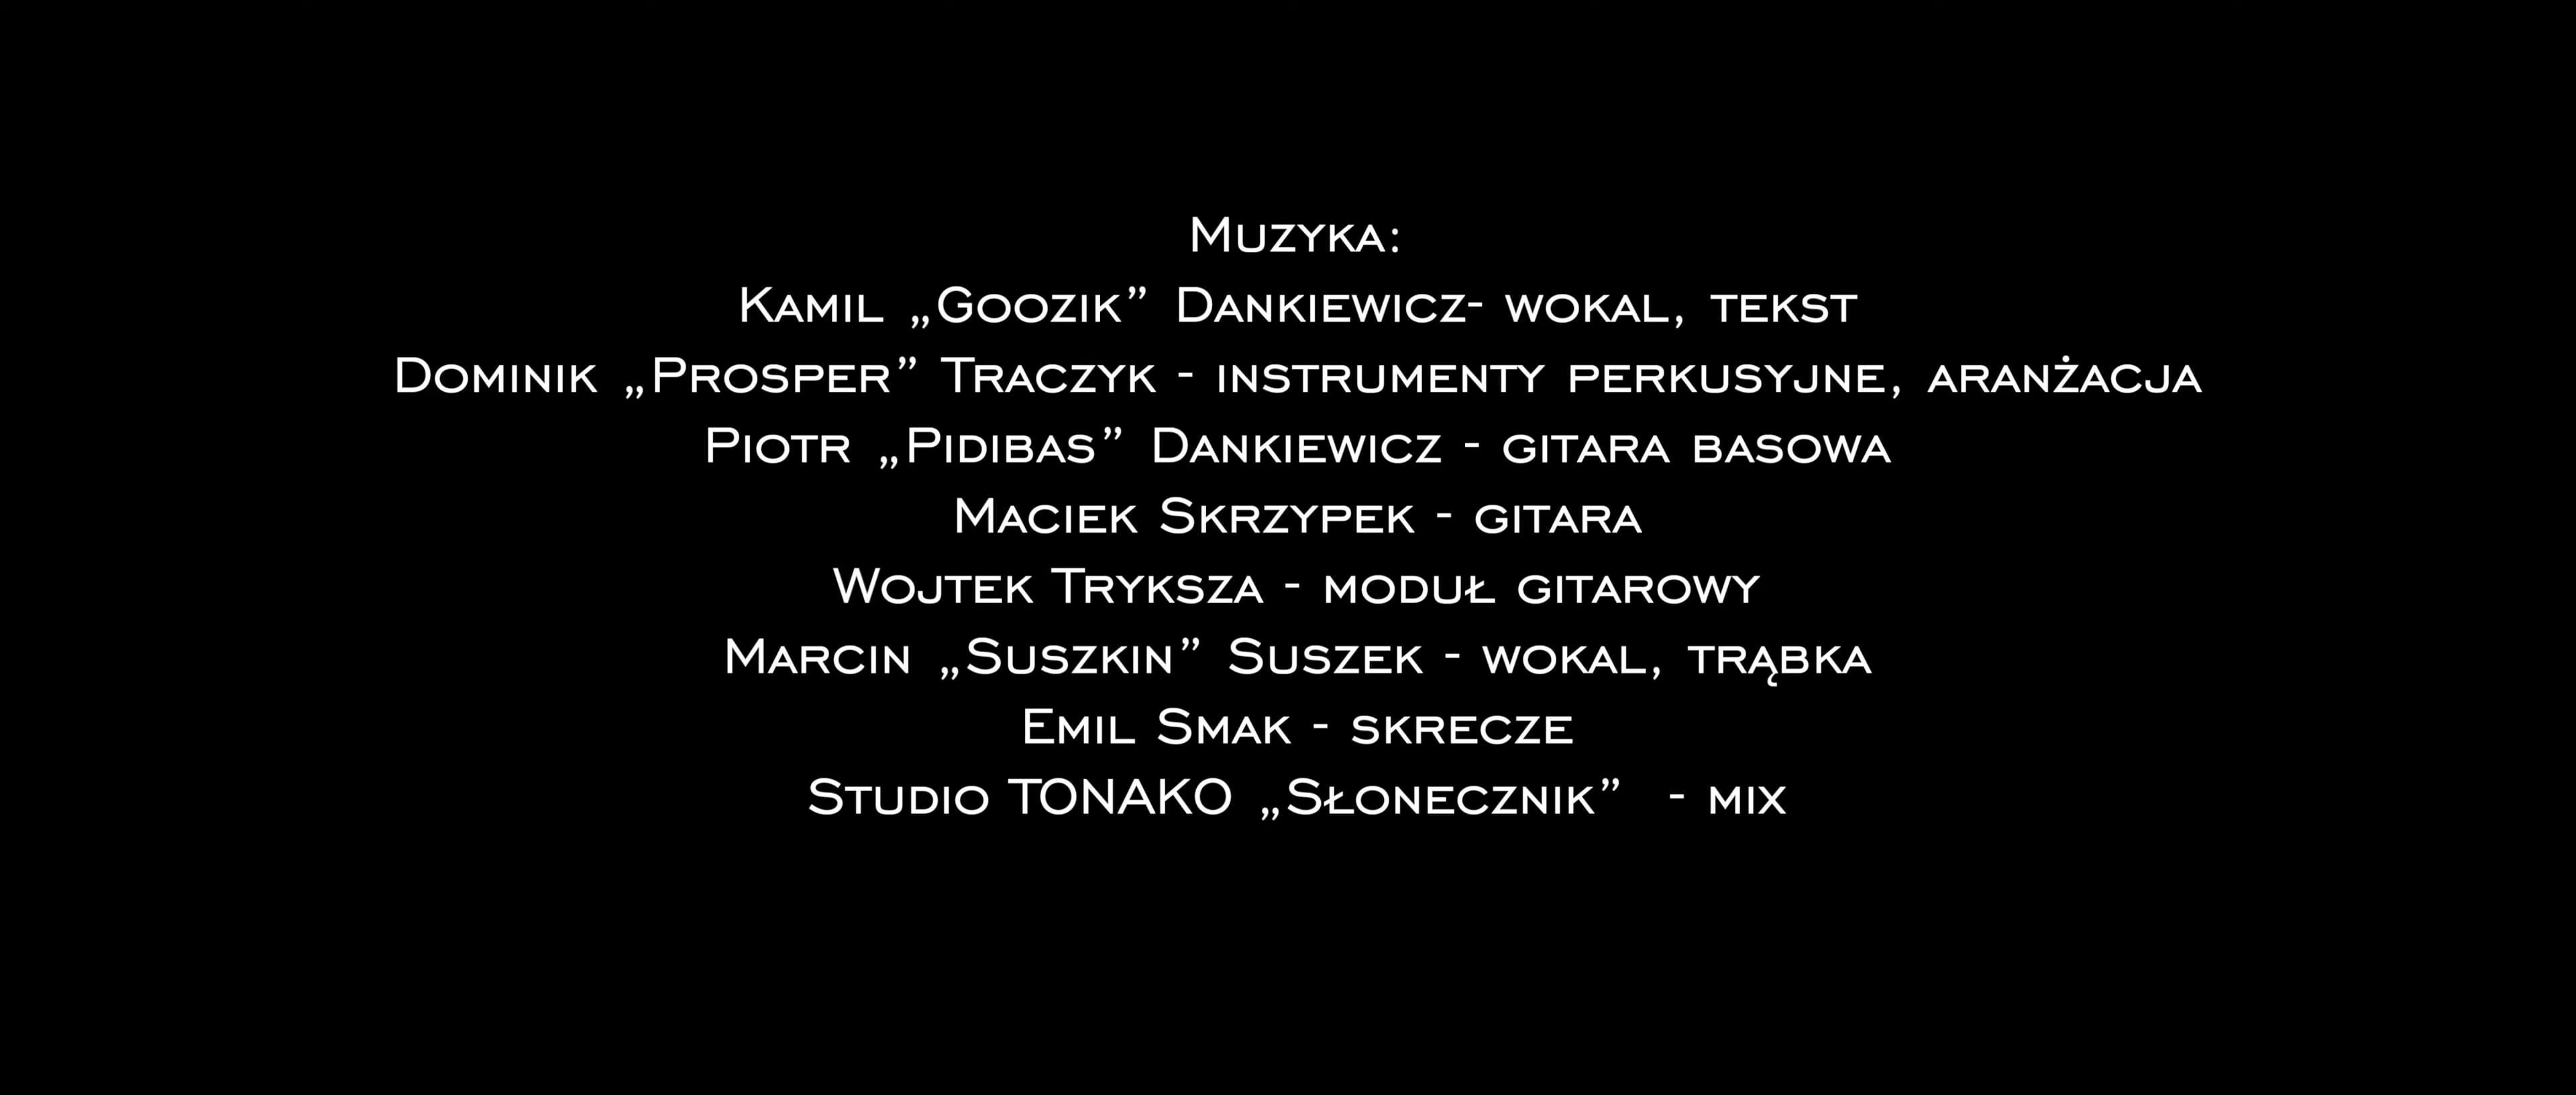 Muzyka:
Kamil „Goozik” Dankiewicz- wokal, tekst
Dominik „Prosper” Traczyk - instrumenty perkusyjne, aranżacja
Piotr „Pidibas” Dankiewicz - gitara basowa
Maciek Skrzypek - gitara
Wojtek Tryksza - moduł gitarowy
Marcin „Suszkin” Suszek - wokal, trąbka
Emil Smak - skrecze
Studio TONAKO „Słonecznik” - mix